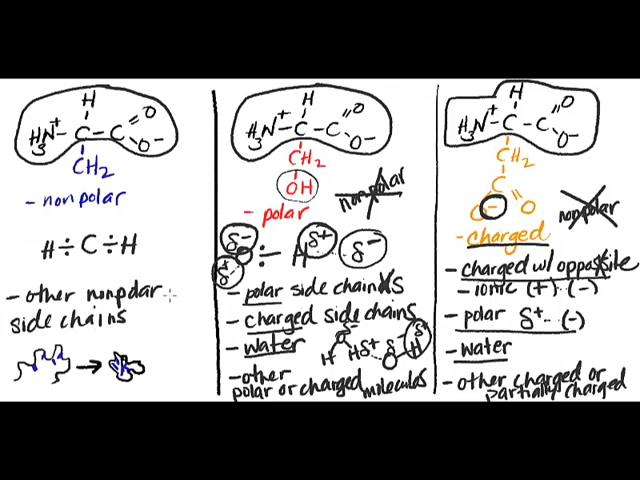 H
H₃N⁺-C-C=O
O⁻
CH₂
- nonpolar
H÷C÷H
- other nonpolar
side chains
H
H₃N⁺-C-C=O
O⁻
CH₂
OH
nonpolar
- polar
δ⁻ H δ⁺ δ⁻
δ⁺
- polar side chains
- charged side chains
- water
H δ⁻ Hδ⁺ δ⁻ O H δ⁺
- other
polar or charged molecules
H
H₃N⁺-C-C=O
O⁻
CH₂
C
O⁻ O
nonpolar
- charged
- charged w/ opposite
- ionic (+)··(-)
- polar δ⁺··(-)
- water
- other charged or
partially charged